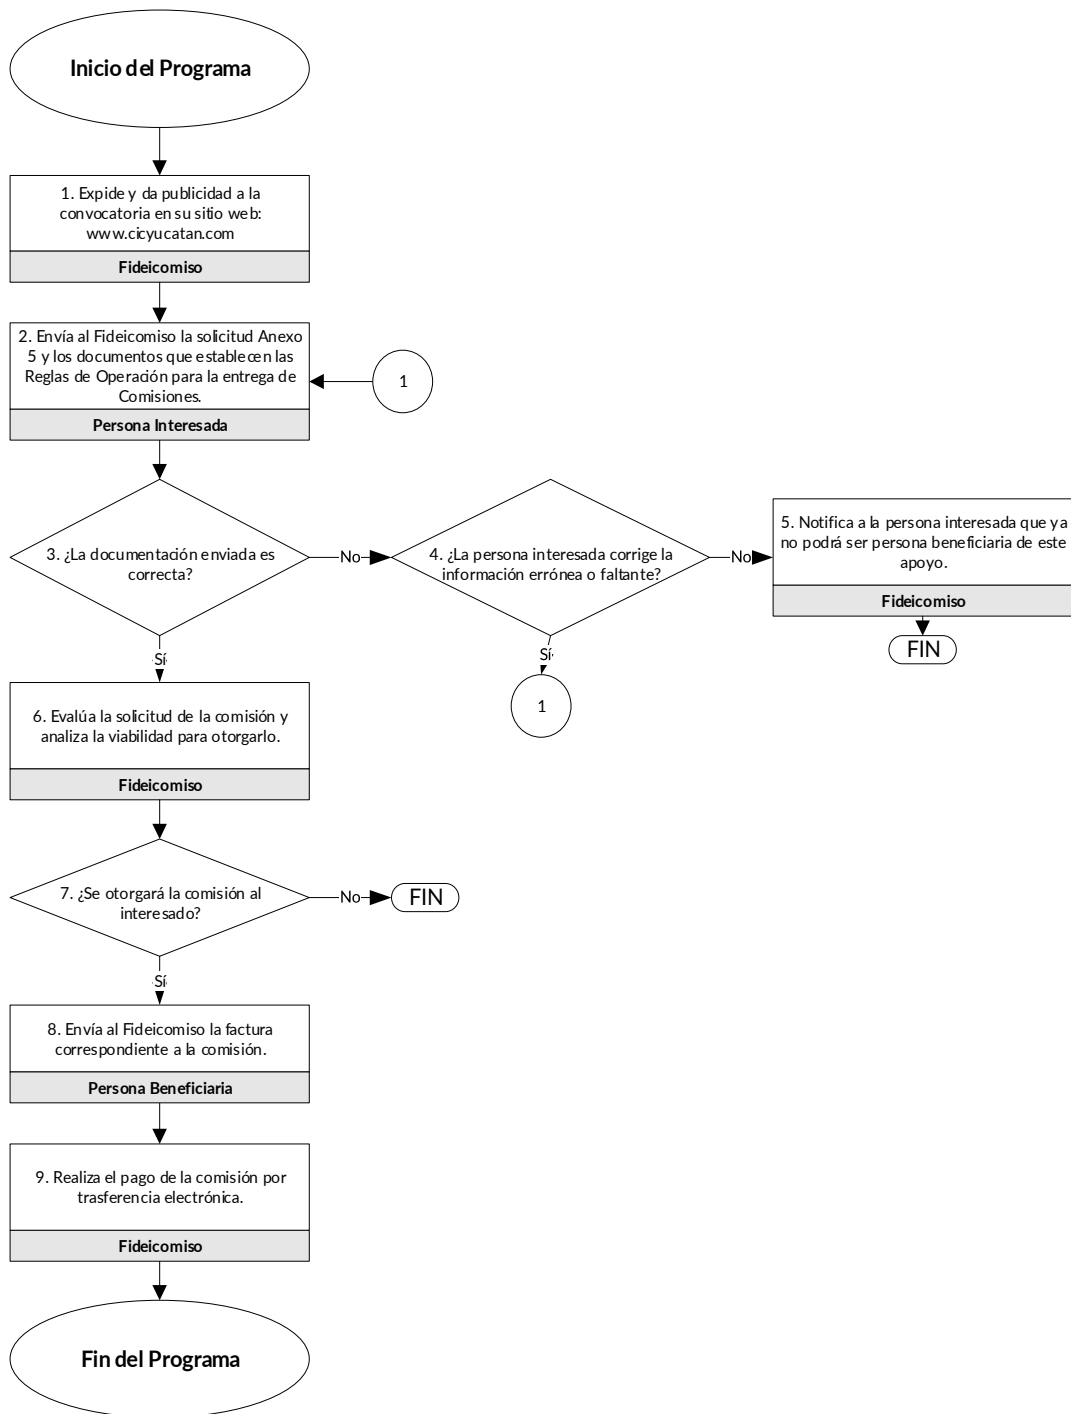 Inicio del Programa
1. Expide y da publicidad a la
convocatoria en su sitio web:
www.cicyucatan.com
Fideicomiso
2. Envía al Fideicomiso la solicitud Anexo
5 y los documentos que establecen las
Reglas de Operación para la entrega de
Comisiones.
Persona Interesada
1
3. ¿La documentación enviada es
correcta?
No
4. ¿La persona interesada corrige la
información errónea o faltante?
No
5. Notifica a la persona interesada que ya
no podrá ser persona beneficiaria de este
apoyo.
Fideicomiso
FIN
Sí
1
Sí
6. Evalúa la solicitud de la comisión y
analiza la viabilidad para otorgarlo.
Fideicomiso
7. ¿Se otorgará la comisión al
interesado?
No
FIN
Sí
8. Envía al Fideicomiso la factura
correspondiente a la comisión.
Persona Beneficiaria
9. Realiza el pago de la comisión por
trasferencia electrónica.
Fideicomiso
Fin del Programa